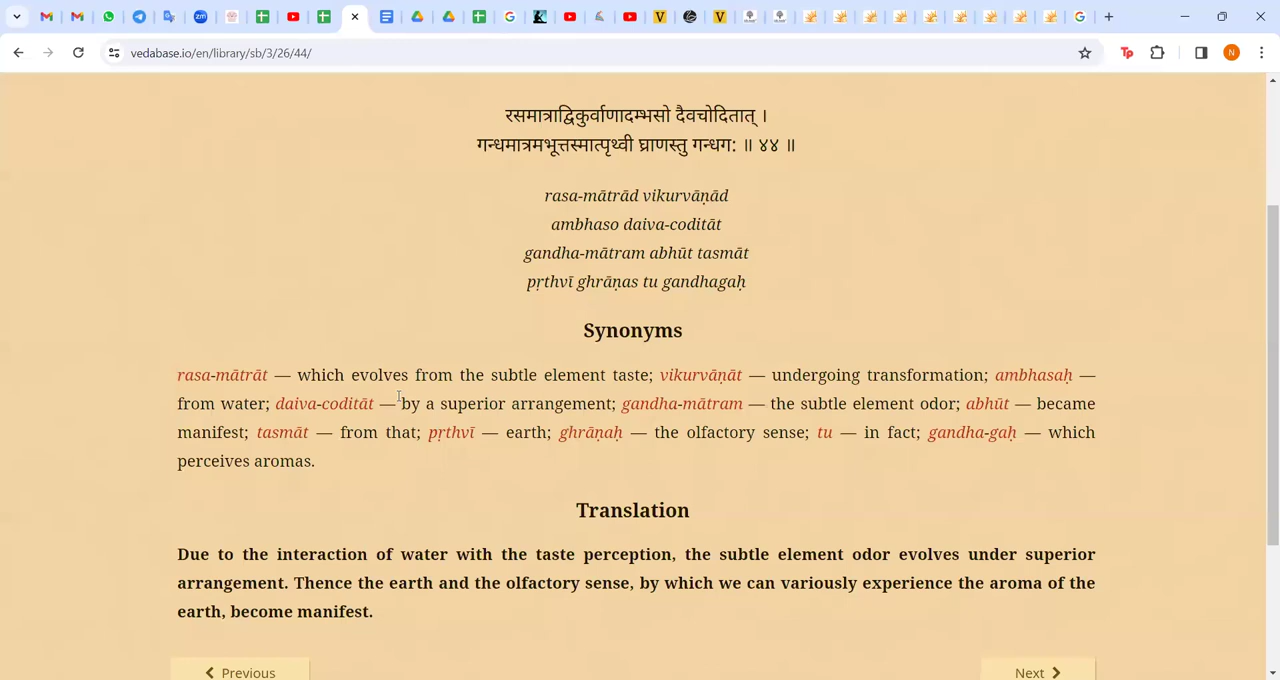 vedabase.io/en/library/sb/3/26/44/
रसमात्राद्विकुर्वाणादम्भसो दैवचोदितात् ।
गन्धमात्रमभूत्तस्मात्पृथ्वी घ्राणस्तु गन्धग: ॥ ४४ ॥
rasa-mātrād vikurvāṇād
ambhaso daiva-coditāt
gandha-mātram abhūt tasmāt
pṛthvī ghrāṇas tu gandhagaḥ
Synonyms
rasa-mātrāt — which evolves from the subtle element taste; vikurvāṇāt — undergoing transformation; ambhasaḥ —
from water; daiva-coditāt — by a superior arrangement; gandha-mātram — the subtle element odor; abhūt — became
manifest; tasmāt — from that; pṛthvī — earth; ghrāṇaḥ — the olfactory sense; tu — in fact; gandha-gaḥ — which
perceives aromas.
Translation
Due to the interaction of water with the taste perception, the subtle element odor evolves under superior
arrangement. Thence the earth and the olfactory sense, by which we can variously experience the aroma of the
earth, become manifest.
Previous
Next